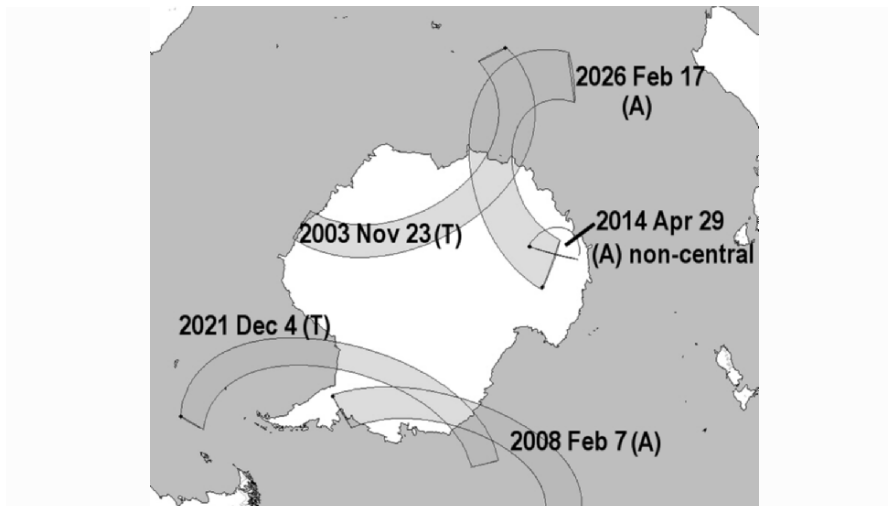 2026 Feb 17
(A)
2014 Apr 29
(A) non-central
2003 Nov 23 (T)
2021 Dec 4 (T)
2008 Feb 7 (A)